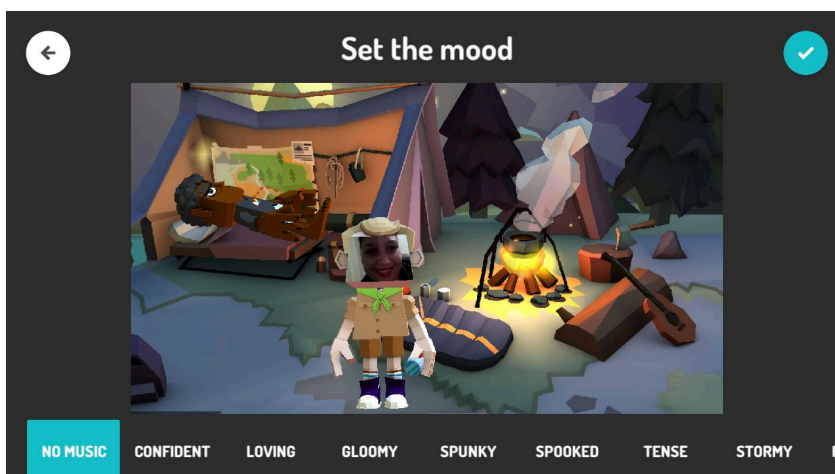 Set the mood
NO MUSIC CONFIDENT LOVING GLOOMY SPUNKY SPOOKED TENSE STORMY